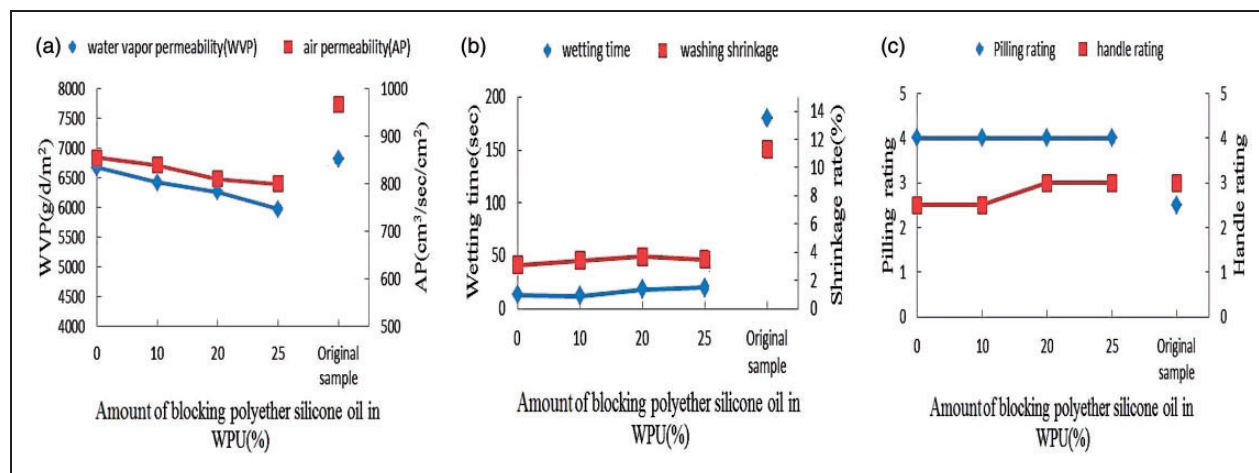 (a)
water vapor permeability(WVP)
air permeability(AP)
8000
7500
7000
6500
6000
5500
5000
4500
4000
WVP(g/d/m²)
1000
900
800
700
600
500
AP(cm³/sec/cm²)
0 10 20 25 Original
sample
Amount of blocking polyether silicone oil in
WPU(%)
(b)
wetting time
washing shrinkage
200
150
100
50
0
Wetting time(sec)
14
12
10
8
6
4
2
0
Shrinkage rate(%)
0 10 20 25 Original
sample
Amount of blocking polyether silicone oil in
WPU(%)
(c)
Pilling rating
handle rating
5
4
3
2
1
0
Pilling rating
5
4
3
2
1
0
Handle rating
0 10 20 25 Original
sample
Amount of blocking polyether silicone oil in
WPU(%)